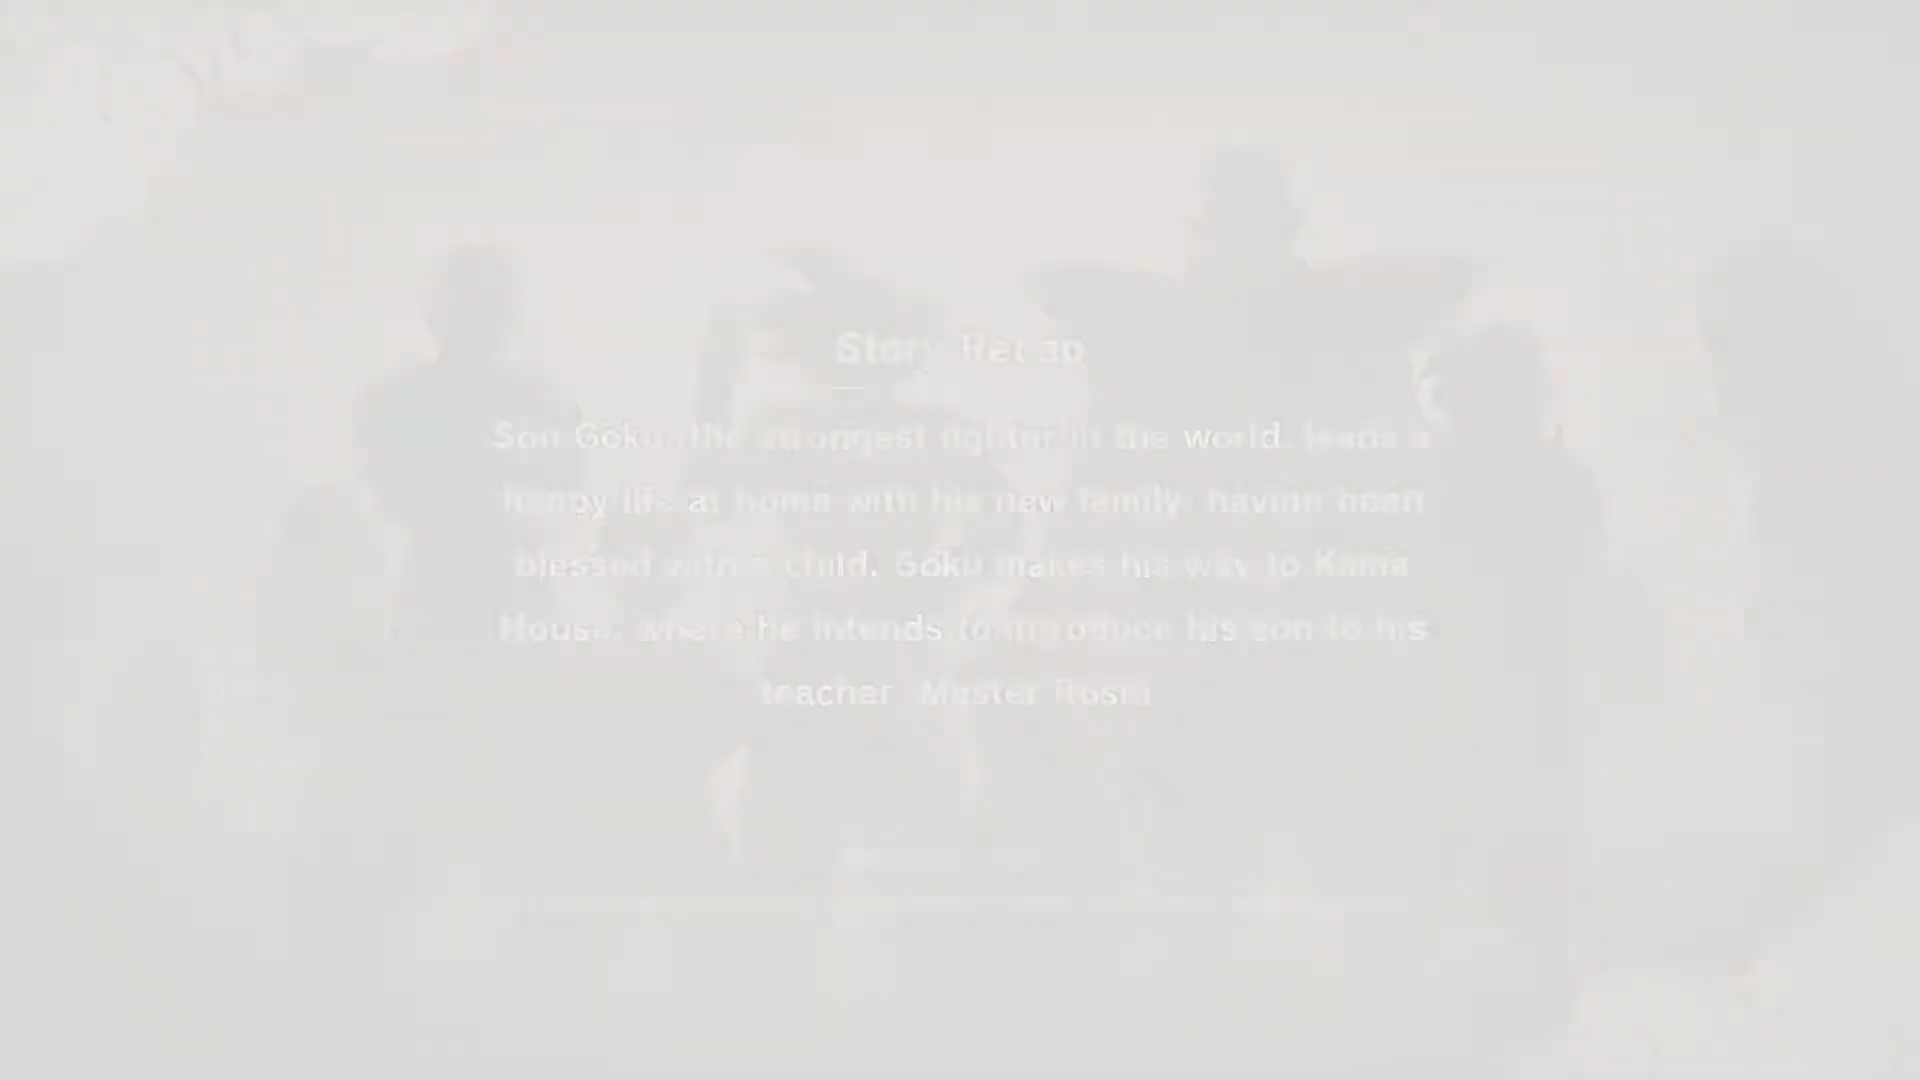 Story Recap
Son Goku, the strongest fighter in the world, leads a
happy life at home with his new family, having been
blessed with a child. Goku makes his way to Kame
House, where he intends to introduce his son to his
teacher, Master Roshi.